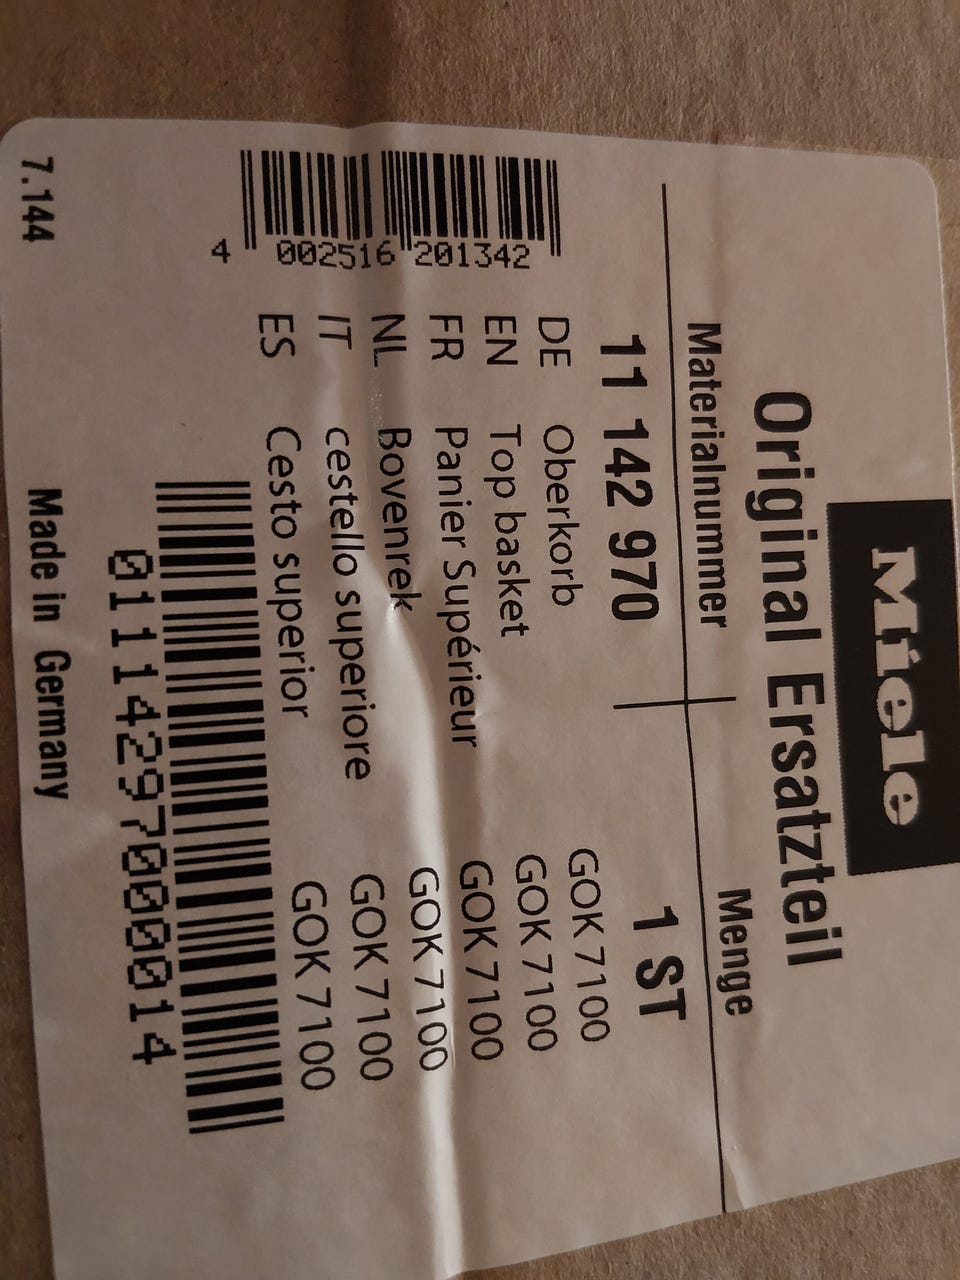 Miele
Original Ersatzteil
Materialnummer Menge
11 142 970 1 ST
DE Oberkorb GOK 7100
EN Top basket GOK 7100
FR Panier Supérieur GOK 7100
NL Bovenrek GOK 7100
IT cestello superiore GOK 7100
ES Cesto superior GOK 7100
4 002516 201342
01114297000014
7.144 Made in Germany